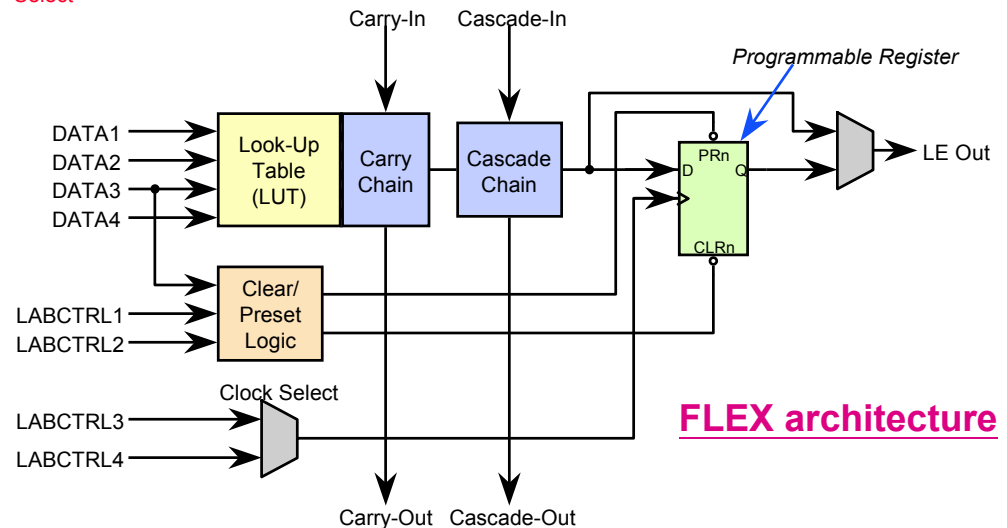 Select
Carry-In
Cascade-In
Programmable Register
DATA1
DATA2
DATA3
DATA4
Look-Up
Table
(LUT)
Carry
Chain
Cascade
Chain
PRn
D
Q
CLRn
LE Out
LABCTRL1
LABCTRL2
Clear/
Preset
Logic
Clock Select
LABCTRL3
LABCTRL4
FLEX architecture
Carry-Out
Cascade-Out